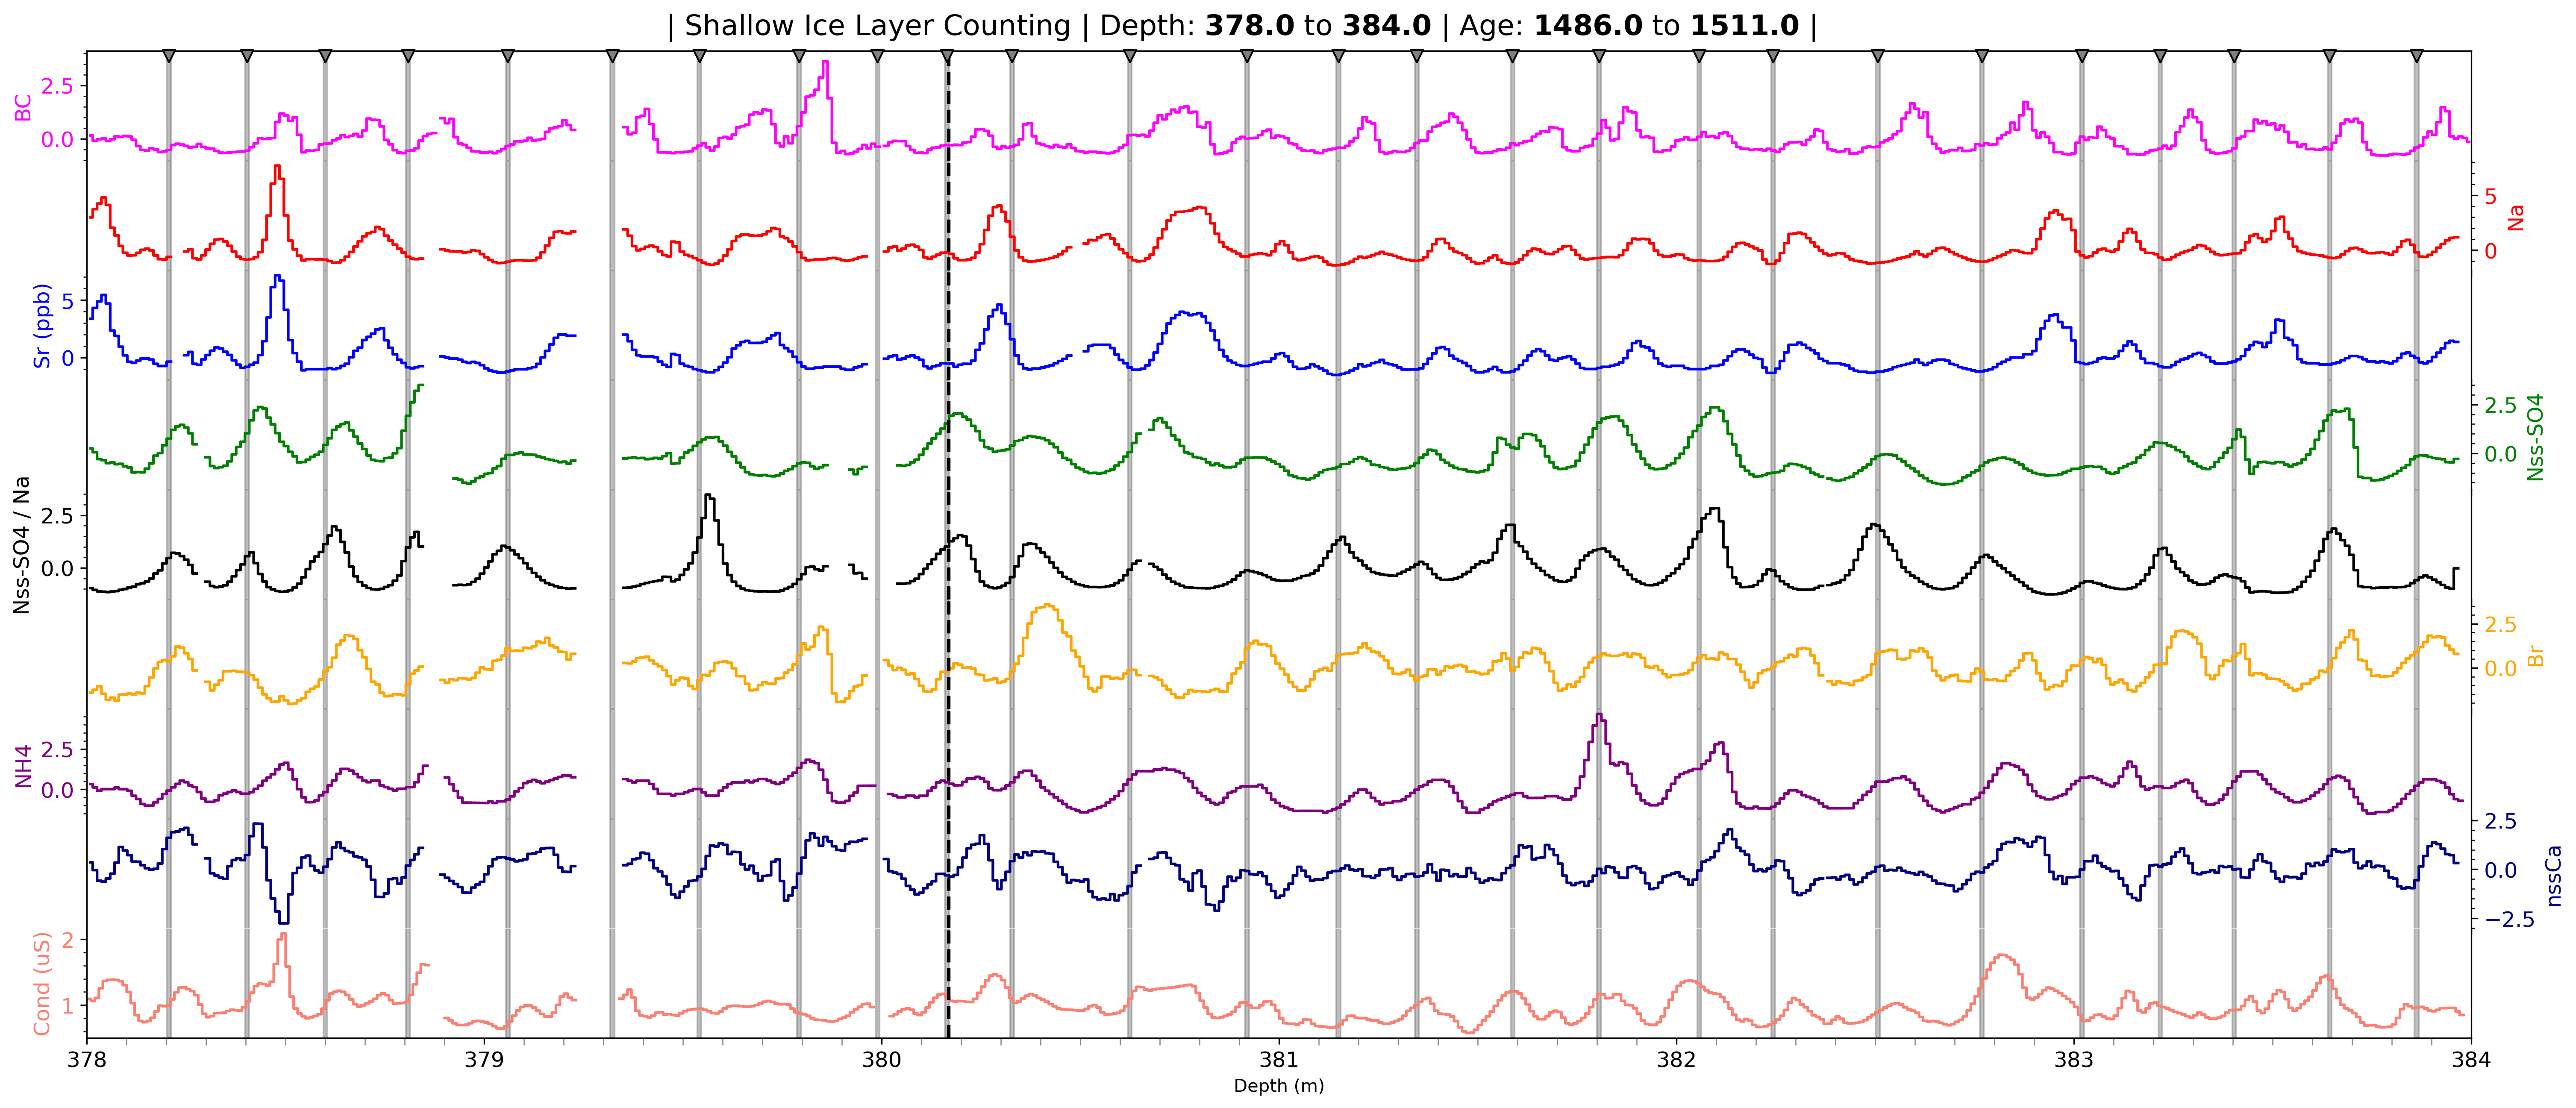 | Shallow Ice Layer Counting | Depth: 378.0 to 384.0 | Age: 1486.0 to 1511.0 |
BC
2.5
0.0
5
0
Na
Sr (ppb)
5
0
2.5
0.0
Nss-SO4
Nss-SO4 / Na
2.5
0.0
2.5
0.0
Br
NH4
2.5
0.0
2.5
0.0
−2.5
nssCa
Cond (uS)
2
1
378 379 380 381 382 383 384
Depth (m)